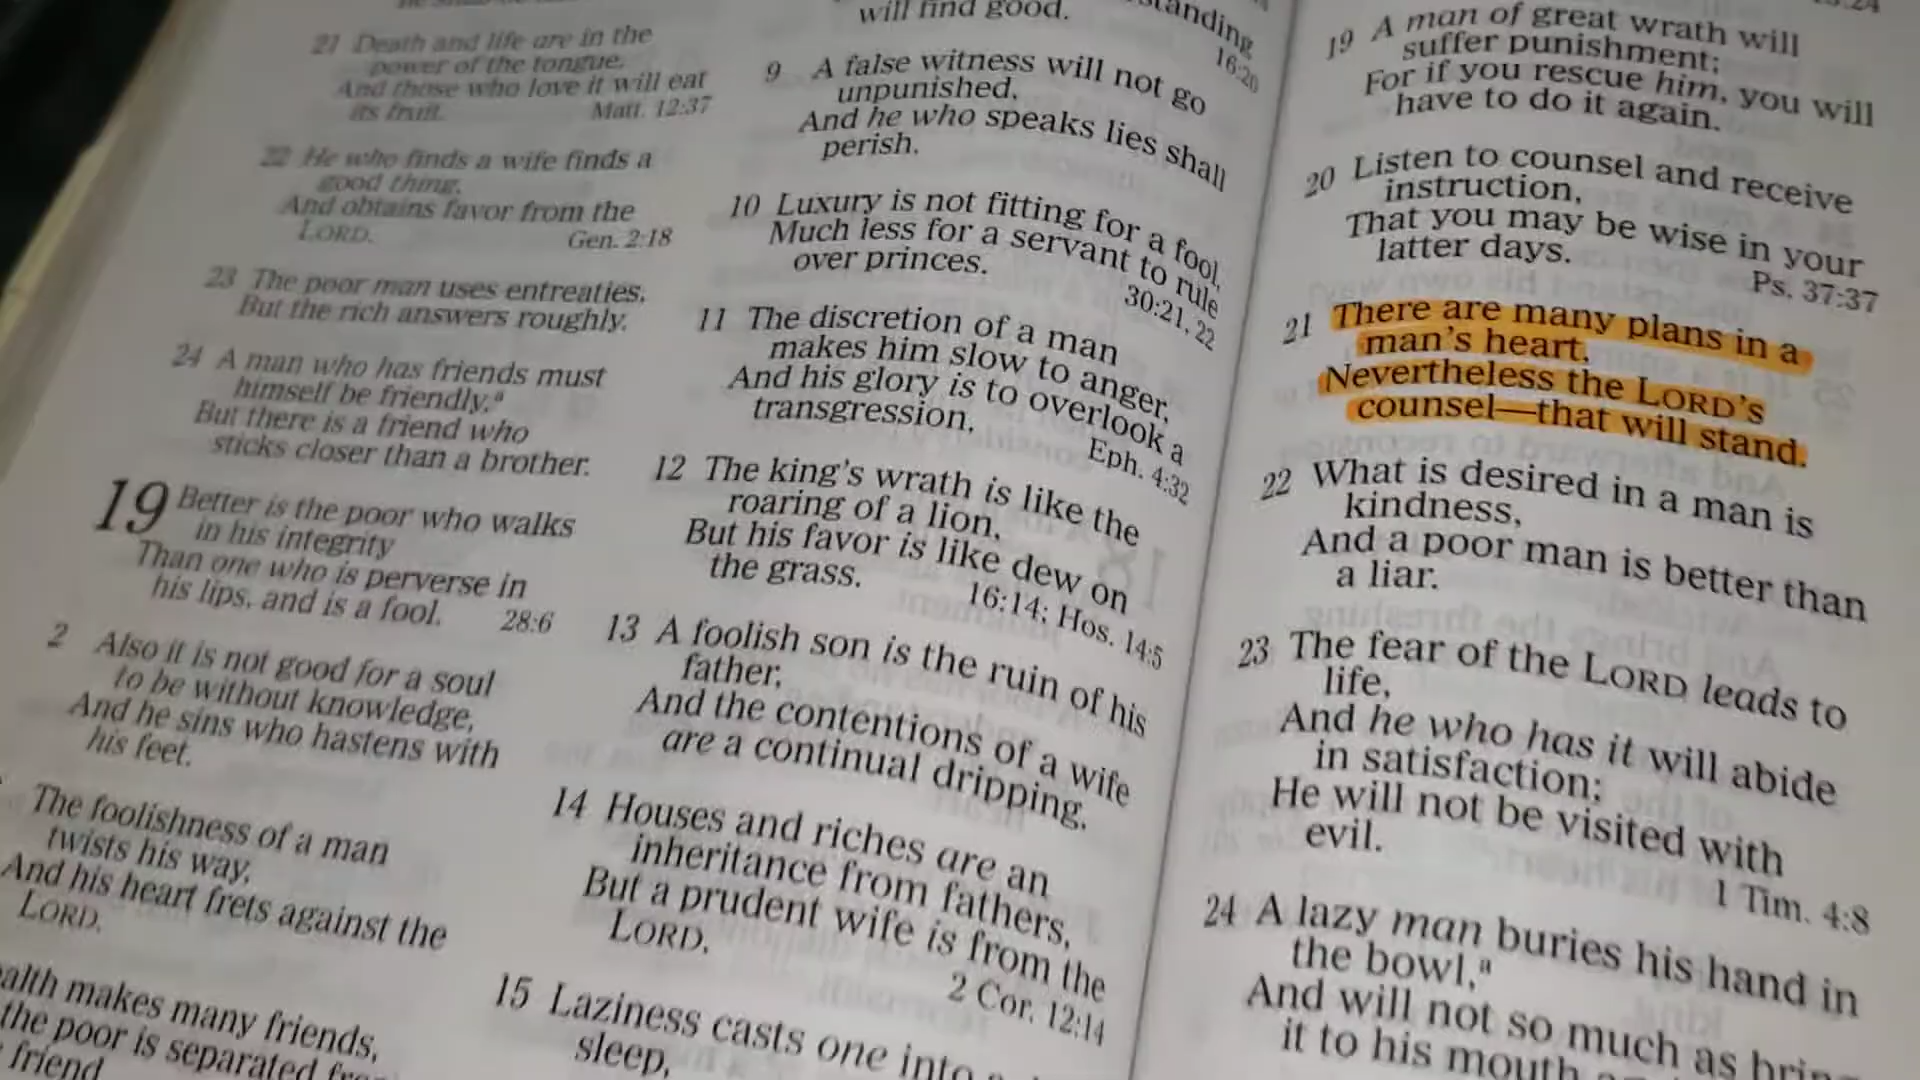 21 Death and life are in the
power of the tongue,
And those who love it will eat
its fruit. Matt. 12:37
22 He who finds a wife finds a
good thing,
And obtains favor from the
LORD. Gen. 2:18
23 The poor man uses entreaties,
But the rich answers roughly.
24 A man who has friends must
himself be friendly,a
But there is a friend who
sticks closer than a brother.
19 Better is the poor who walks
in his integrity
Than one who is perverse in
his lips, and is a fool. 28:6
2 Also it is not good for a soul
to be without knowledge,
And he sins who hastens with
his feet.
The foolishness of a man
twists his way,
And his heart frets against the
LORD.
alth makes many friends,
the poor is separated
friend
standing
will find good. 16:20
9 A false witness will not go
unpunished,
And he who speaks lies shall
perish.
10 Luxury is not fitting for a fool,
Much less for a servant to rule
over princes. 30:21, 22
11 The discretion of a man
makes him slow to anger,
And his glory is to overlook a
transgression. Eph. 4:32
12 The king's wrath is like the
roaring of a lion,
But his favor is like dew on
the grass. 16:14; Hos. 14:5
13 A foolish son is the ruin of his
father,
And the contentions of a wife
are a continual dripping.
14 Houses and riches are an
inheritance from fathers,
But a prudent wife is from the
LORD. 2 Cor. 12:14
15 Laziness casts one into
sleep,
19 A man of great wrath will
suffer punishment;
For if you rescue him, you will
have to do it again.
20 Listen to counsel and receive
instruction,
That you may be wise in your
latter days. Ps. 37:37
21 There are many plans in a
man's heart,
Nevertheless the LORD's
counsel—that will stand.
22 What is desired in a man is
kindness,
And a poor man is better than
a liar.
23 The fear of the LORD leads to
life,
And he who has it will abide
in satisfaction;
He will not be visited with
evil. 1 Tim. 4:8
24 A lazy man buries his hand in
the bowl,a
And will not so much as bring
it to his mouth